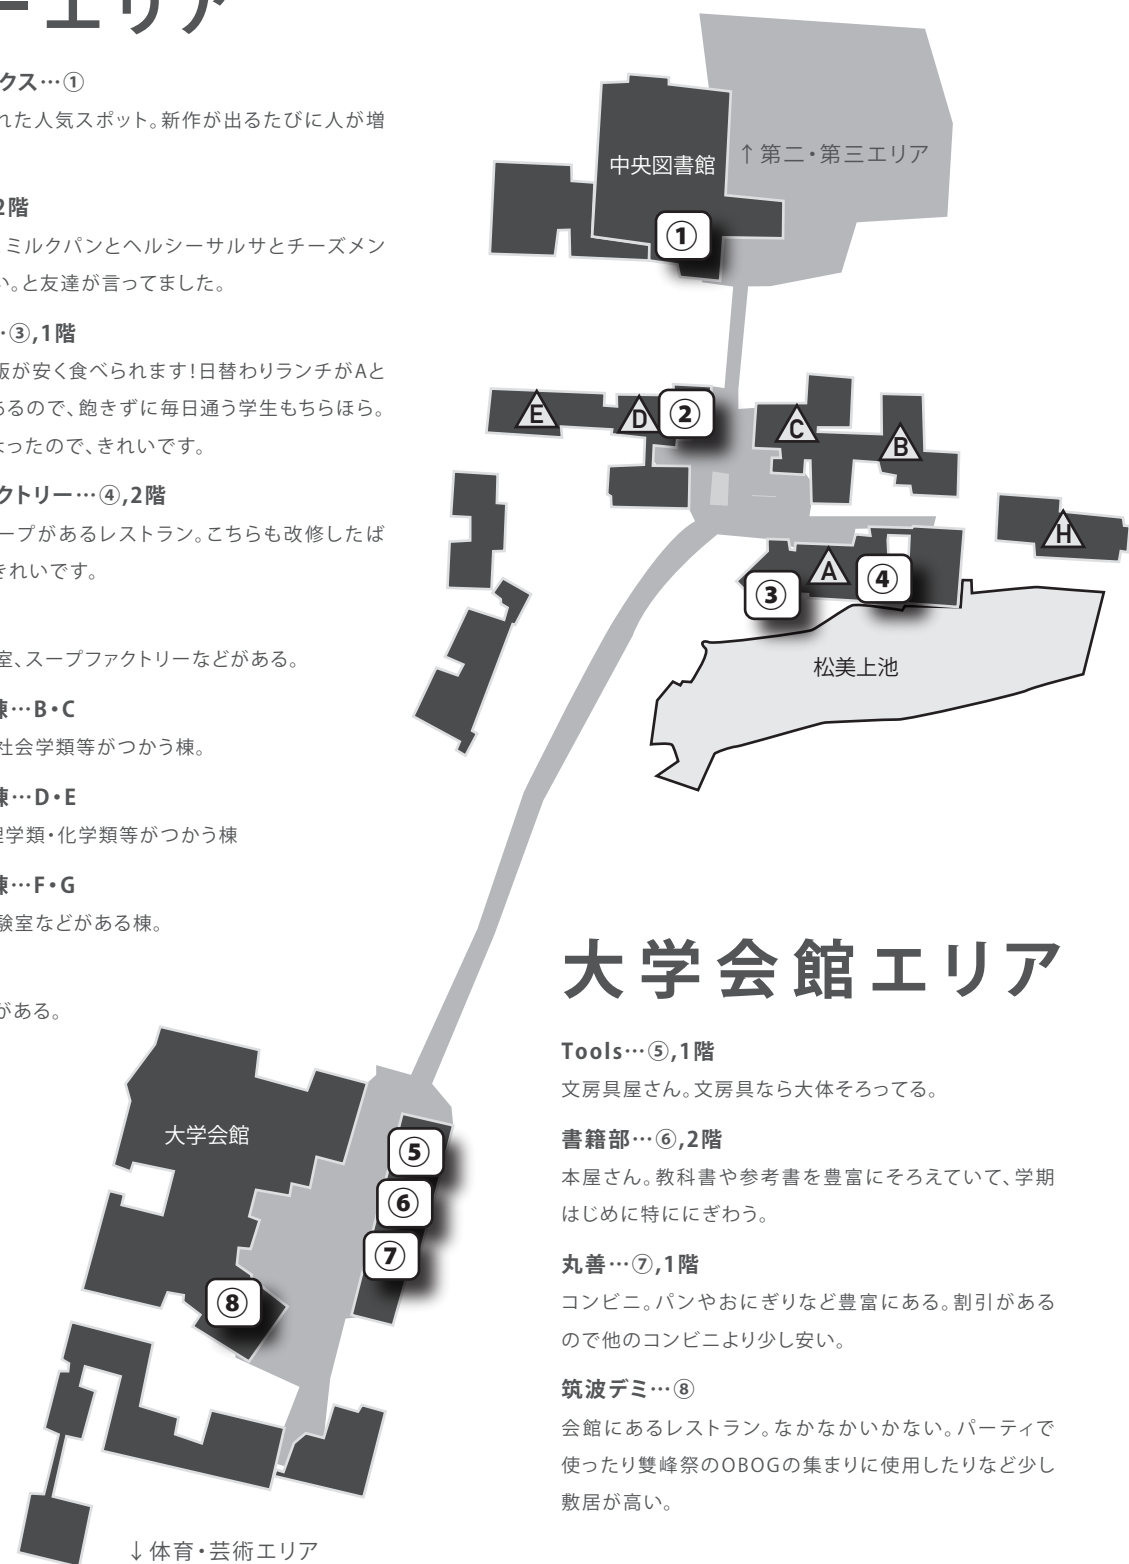 ーエリア
クス…①
れた人気スポット。新作が出るたびに人が増
2階
ミルクパンとヘルシーサルサとチーズメン
い。と友達が言ってました。
…③,1階
飯が安く食べられます!日替わりランチがAと
あるので、飽きずに毎日通う学生もちらほら。
なったので、きれいです。
クトリー…④,2階
ープがあるレストラン。こちらも改修したば
きれいです。
室、スープファクトリーなどがある。
棟…B・C
社会学類等がつかう棟。
棟…D・E
理学類・化学類等がつかう棟
棟…F・G
験室などがある棟。
がある。
中央図書館
↑第二・第三エリア
①
E
D
②
C
B
H
A
③
④
松美上池
大学会館
⑤
⑥
⑦
⑧
↓体育・芸術エリア
大学会館エリア
Tools…⑤,1階
文房具屋さん。文房具なら大体そろってる。
書籍部…⑥,2階
本屋さん。教科書や参考書を豊富にそろえていて、学期
はじめに特ににぎわう。
丸善…⑦,1階
コンビニ。パンやおにぎりなど豊富にある。割引がある
ので他のコンビニより少し安い。
筑波デミ…⑧
会館にあるレストラン。なかなかいかない。パーティで
使ったり雙峰祭のOBOGの集まりに使用したりなど少し
敷居が高い。